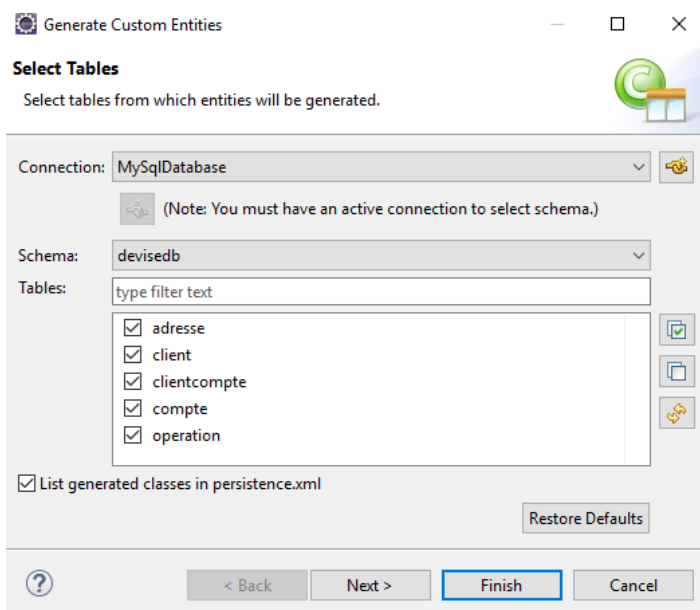 Generate Custom Entities
Select Tables
Select tables from which entities will be generated.
Connection: MySqlDatabase
(Note: You must have an active connection to select schema.)
Schema: devisedb
Tables: type filter text
adresse
client
clientcompte
compte
operation
List generated classes in persistence.xml
Restore Defaults
? < Back Next > Finish Cancel